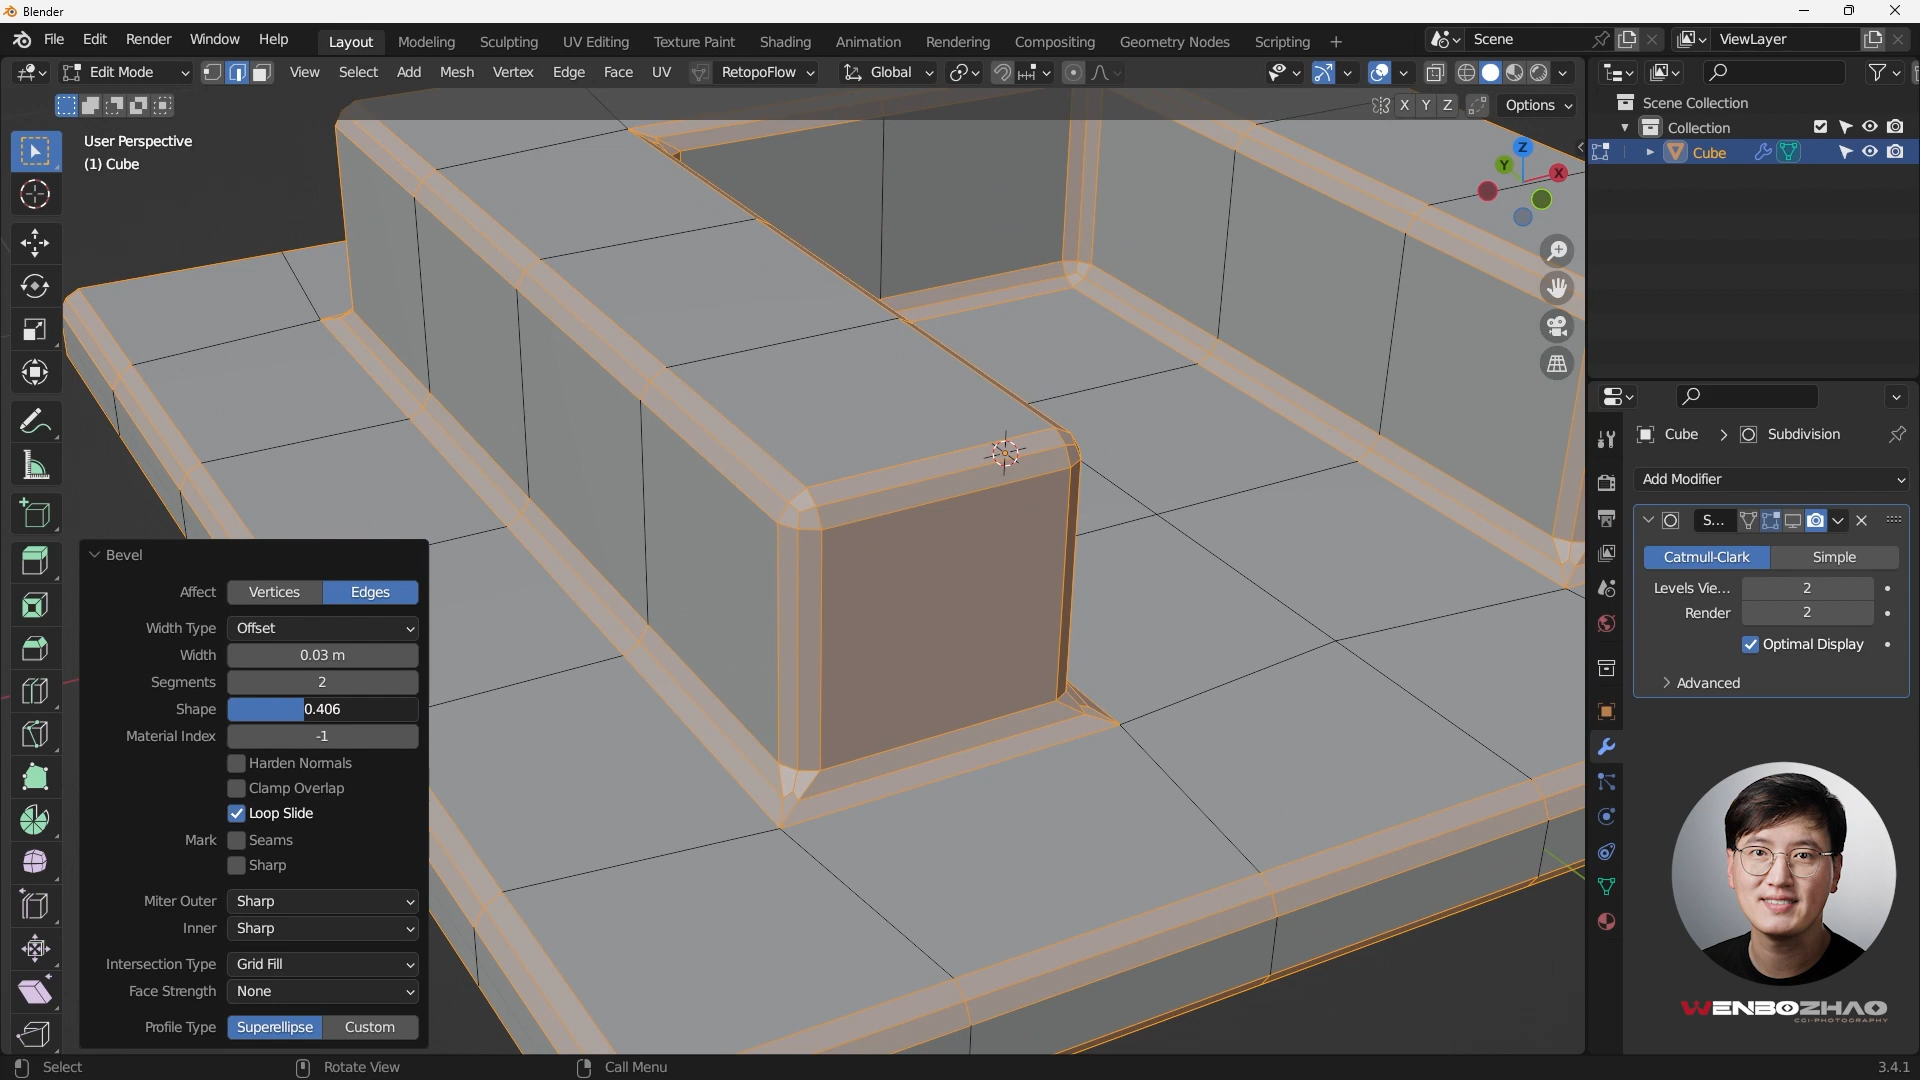 Blender
File Edit Render Window Help
Layout Modeling Sculpting UV Editing Texture Paint Shading Animation Rendering Compositing Geometry Nodes Scripting +
Scene
ViewLayer
Edit Mode
View Select Add Mesh Vertex Edge Face UV
RetopoFlow
Global
X Y Z
Options
User Perspective
(1) Cube
Z
Y
X
Scene Collection
Collection
Cube
Cube > Subdivision
Add Modifier
S...
Catmull-Clark Simple
Levels Vie... 2
Render 2
Optimal Display
Advanced
Bevel
Affect Vertices Edges
Width Type Offset
Width 0.03 m
Segments 2
Shape 0.406
Material Index -1
Harden Normals
Clamp Overlap
Loop Slide
Mark Seams
Sharp
Miter Outer Sharp
Inner Sharp
Intersection Type Grid Fill
Face Strength None
Profile Type Superellipse Custom
WENBOZHAO
CGI-PHOTOGRAPHY
Select
Rotate View
Call Menu
3.4.1